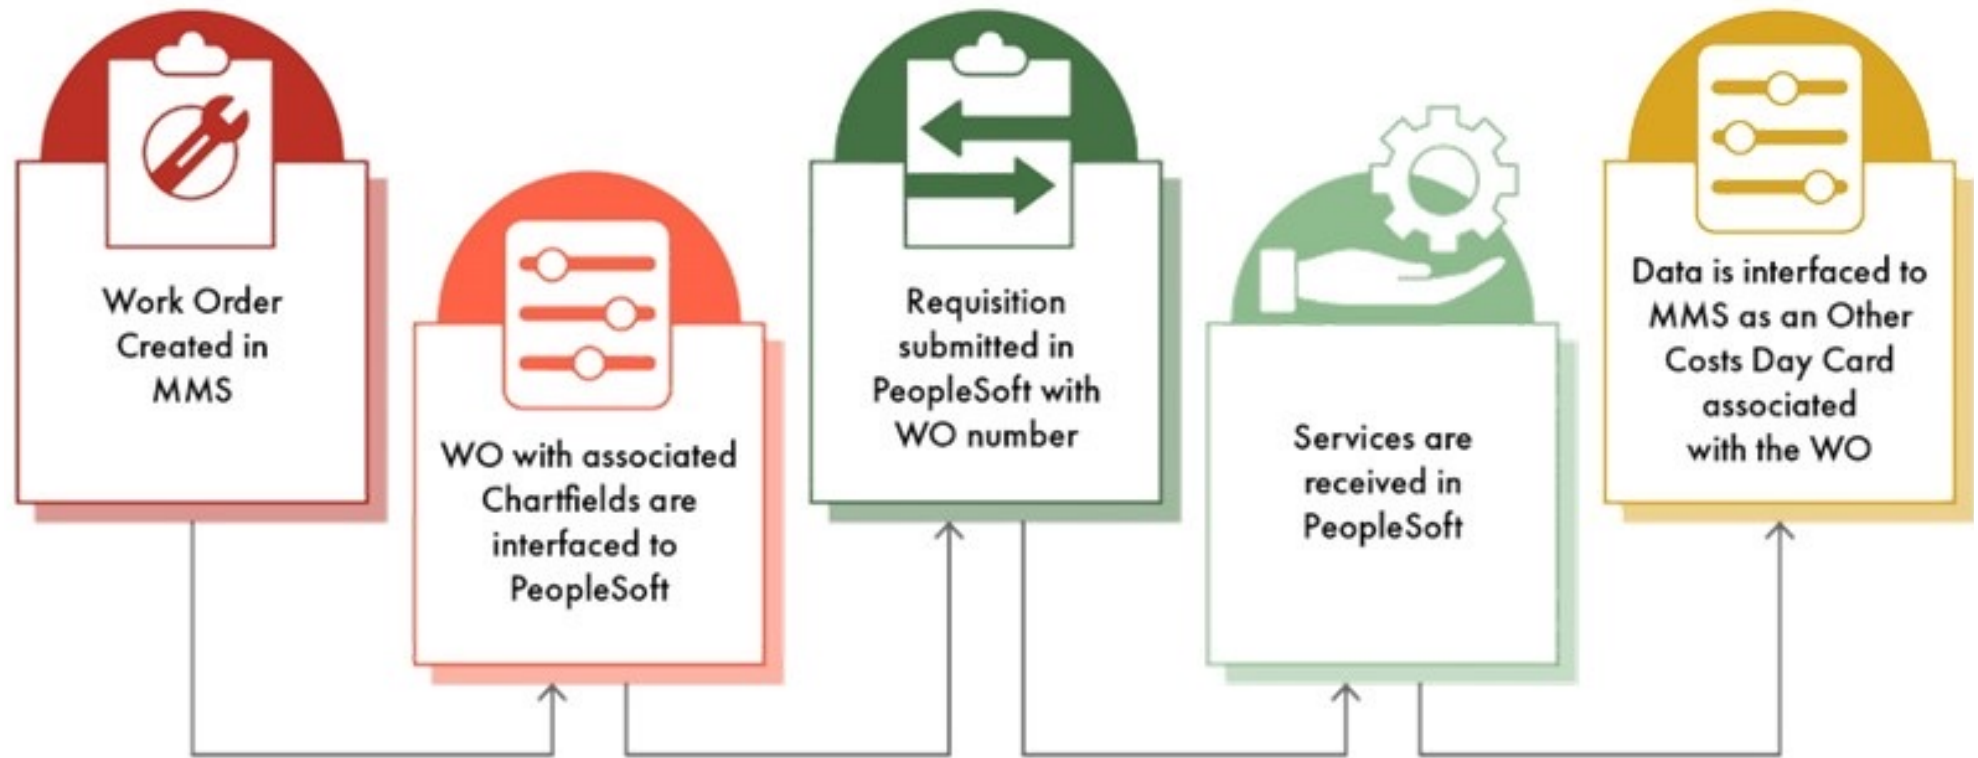 Work Order
Created in
MMS
WO with associated
Chartfields are
interfaced to
PeopleSoft
Requisition
submitted in
PeopleSoft with
WO number
Services are
received in
PeopleSoft
Data is interfaced to
MMS as an Other
Costs Day Card
associated
with the WO